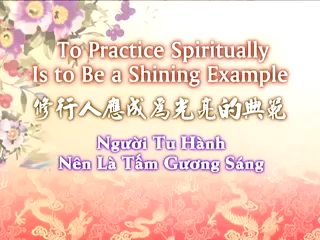 To Practice Spiritually
Is to Be a Shining Example
修行人應成為光亮的典範
Người Tu Hành
Nên Là Tấm Gương Sáng